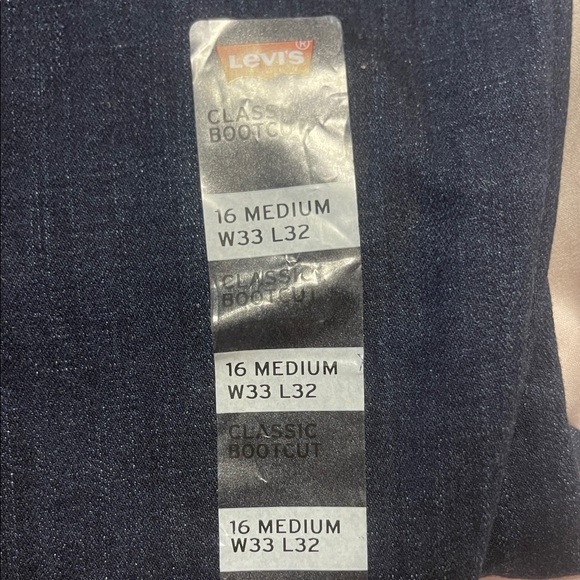 Levi's ®
CLASSIC
BOOTCUT
16 MEDIUM
W33 L32
CLASSIC
BOOTCUT
16 MEDIUM
W33 L32
CLASSIC
BOOTCUT
16 MEDIUM
W33 L32